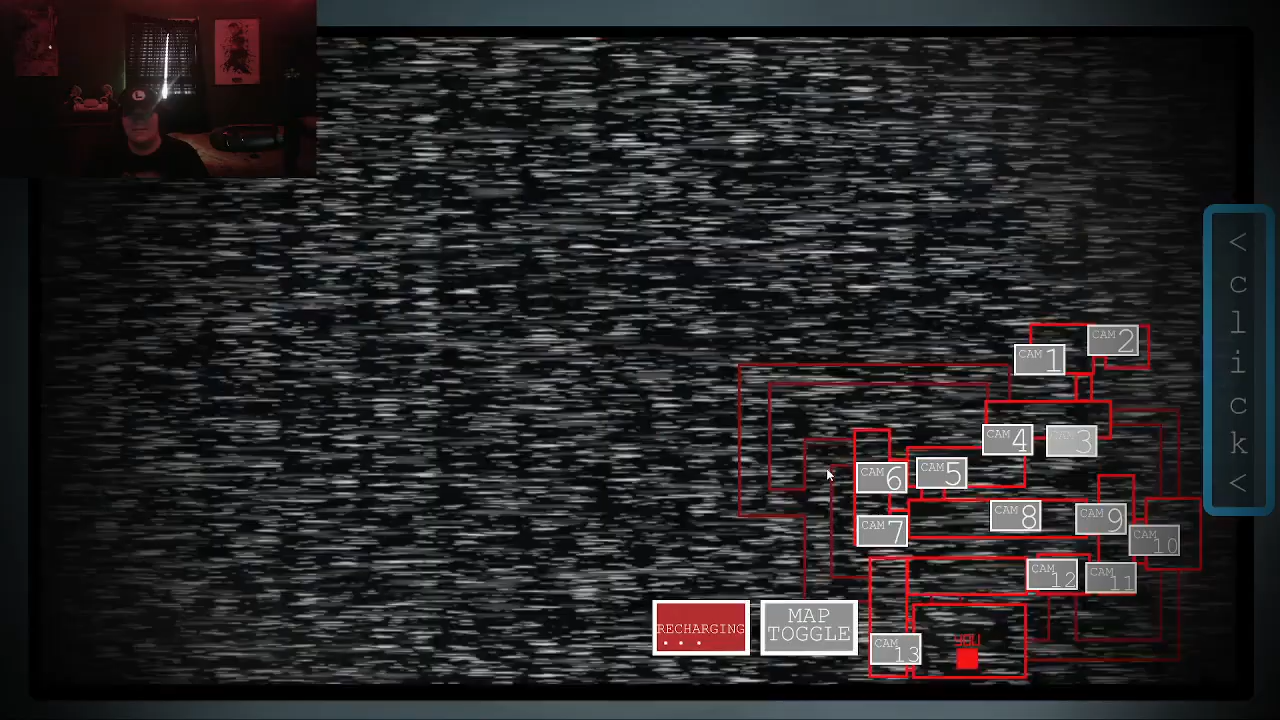 CAM 1
CAM 2
CAM 3
CAM 4
CAM 5
CAM 6
CAM 7
CAM 8
CAM 9
CAM 10
CAM 11
CAM 12
CAM 13
YOU
RECHARGING
...
MAP
TOGGLE
< click <
L